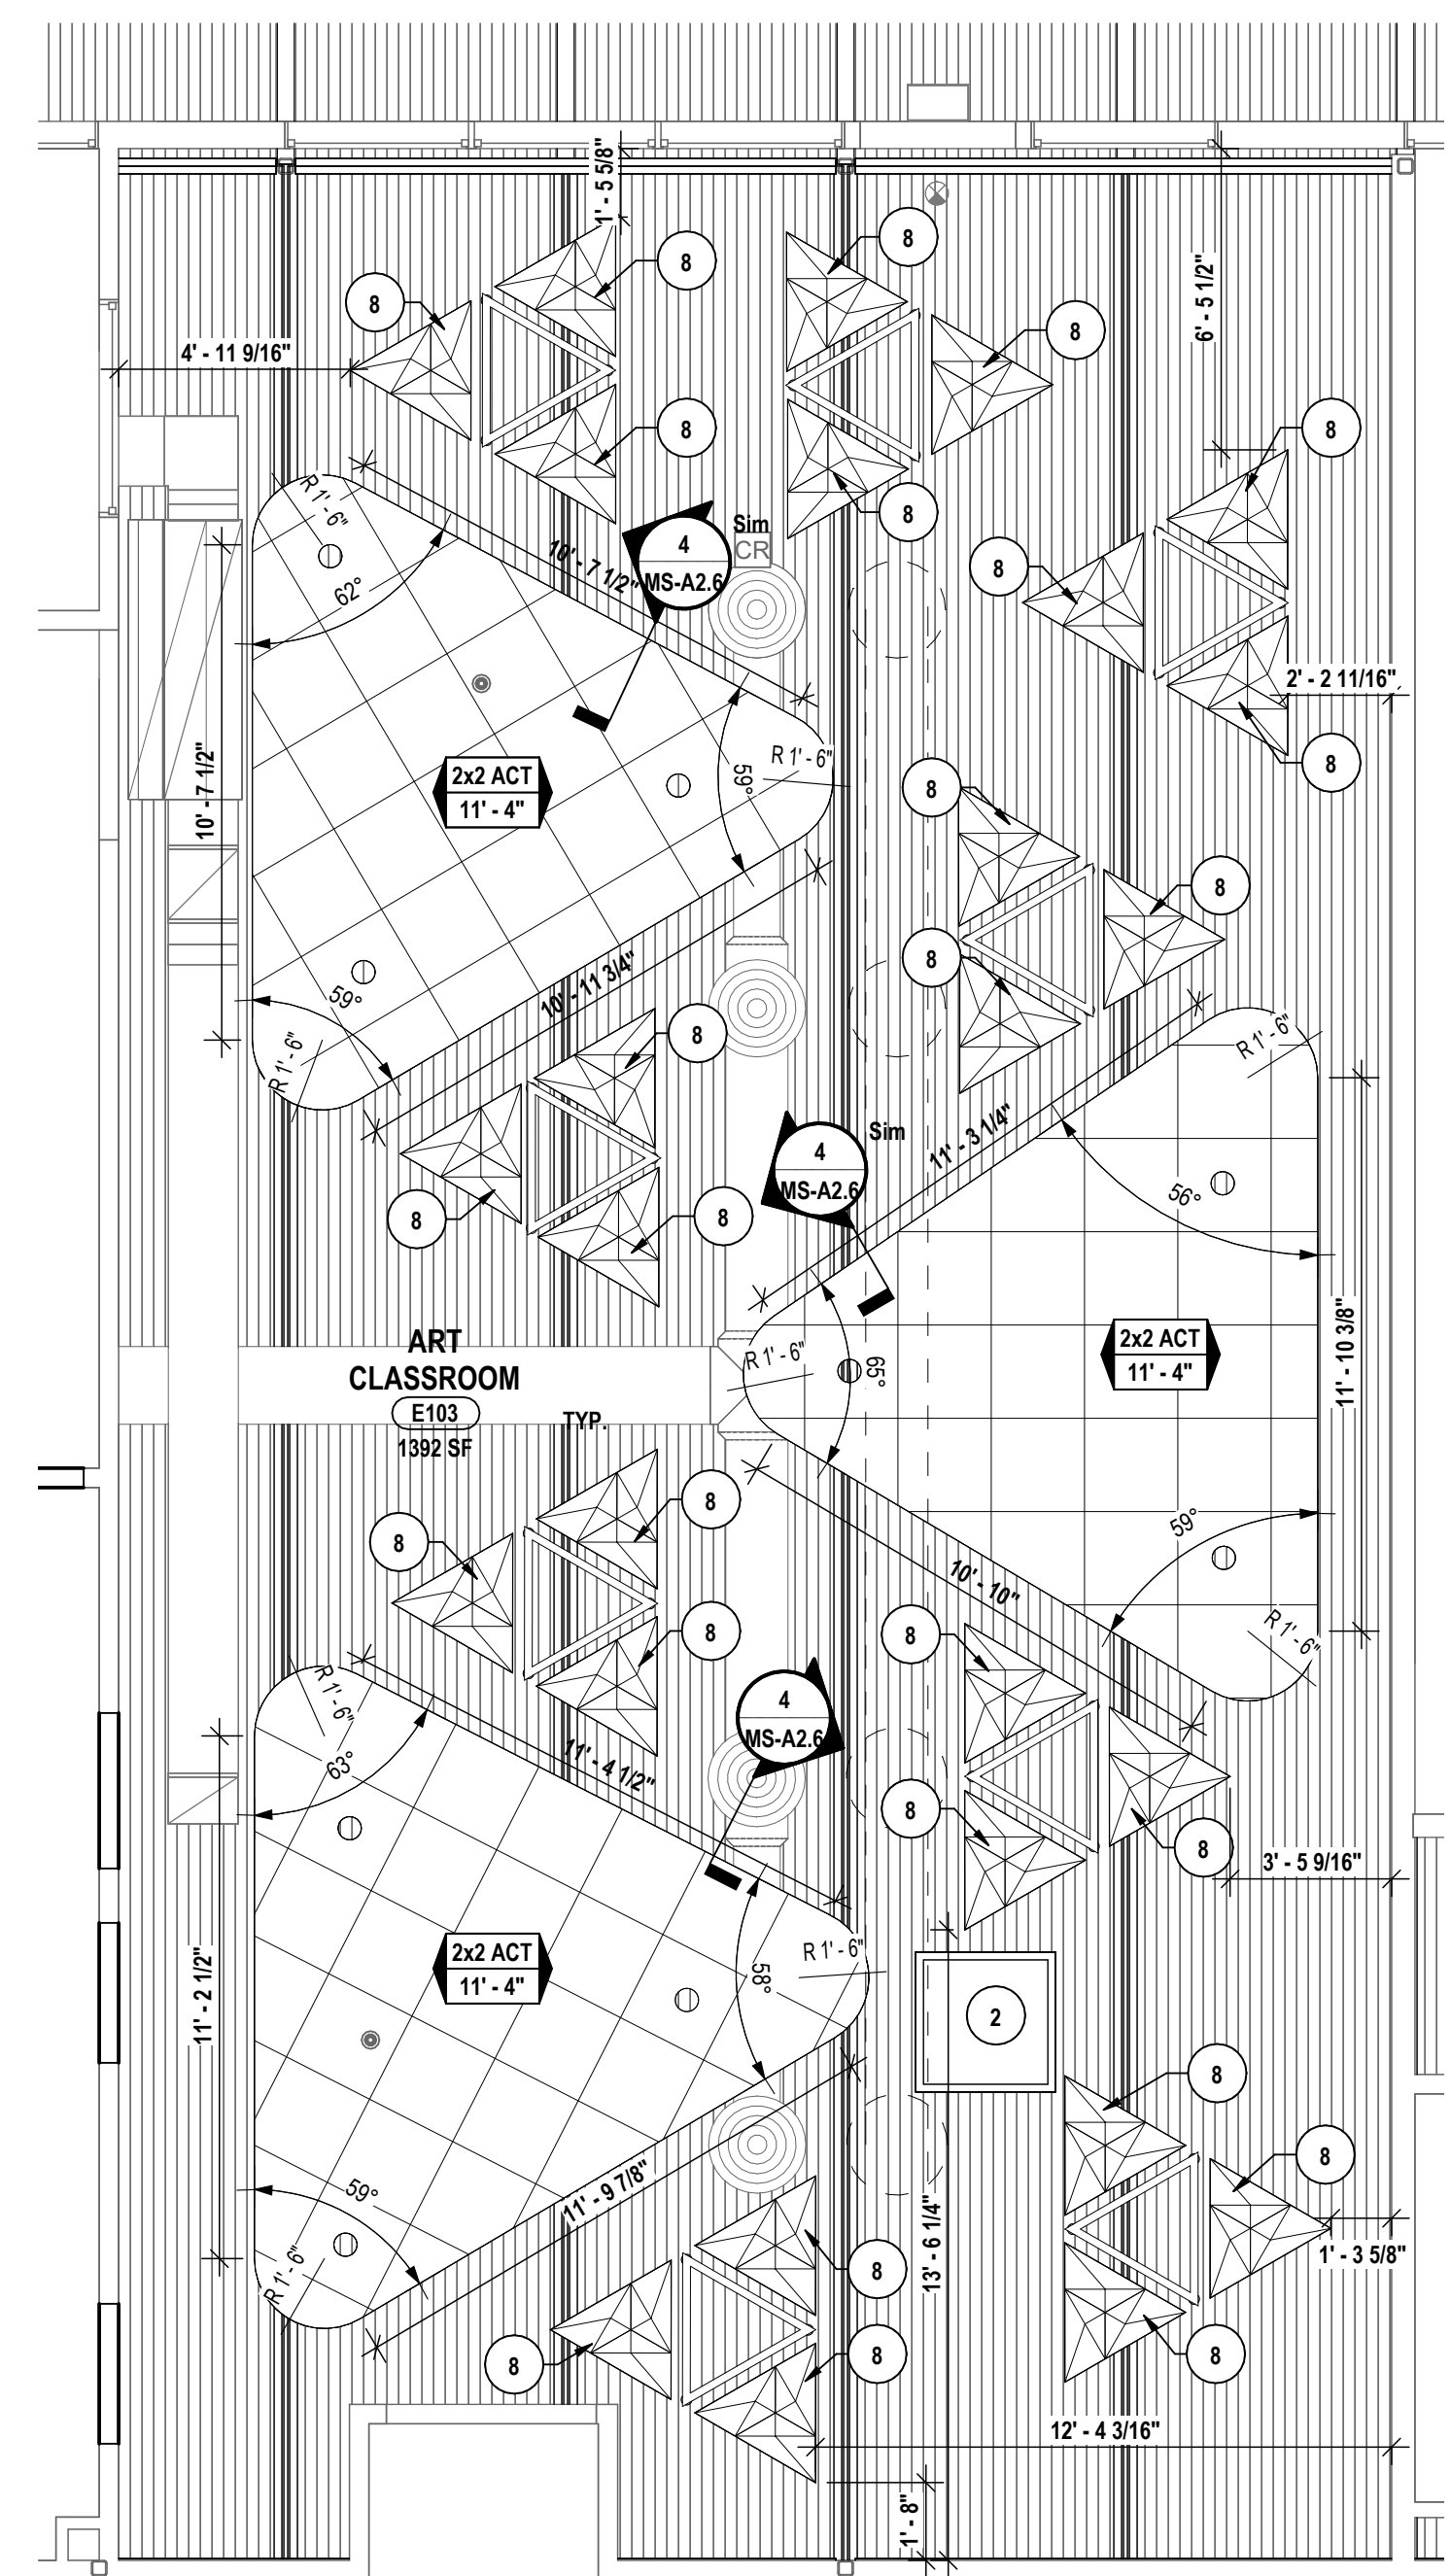 1' - 5 5/8"
8
8
8
8
6' - 5 1/2"
8
4' - 11 9/16"
8
8
8
R 1' - 6"
Sim
4
MS-A2.6
CR
10' - 7 1/2"
8
62°
2' - 2 11/16"
10' - 7 1/2"
2x2 ACT
11' - 4"
59°
R 1' - 6"
8
8
8
8
10' - 11 3/4"
59°
R 1' - 6"
8
R 1' - 6"
Sim
4
MS-A2.6
11' - 3 1/4"
56°
8
8
ART
CLASSROOM
E103
1392 SF
TYP.
R 1' - 6"
65°
2x2 ACT
11' - 4"
11' - 10 3/8"
8
8
59°
10' - 10"
8
8
R 1' - 6"
R 1' - 6"
4
MS-A2.6
63°
11' - 4 1/2"
8
8
3' - 5 9/16"
11' - 2 1/2"
2x2 ACT
11' - 4"
R 1' - 6"
58°
2
8
8
59°
11' - 9 7/8"
R 1' - 6"
13' - 6 1/4"
8
1' - 3 5/8"
8
8
8
12' - 4 3/16"
1' - 8"